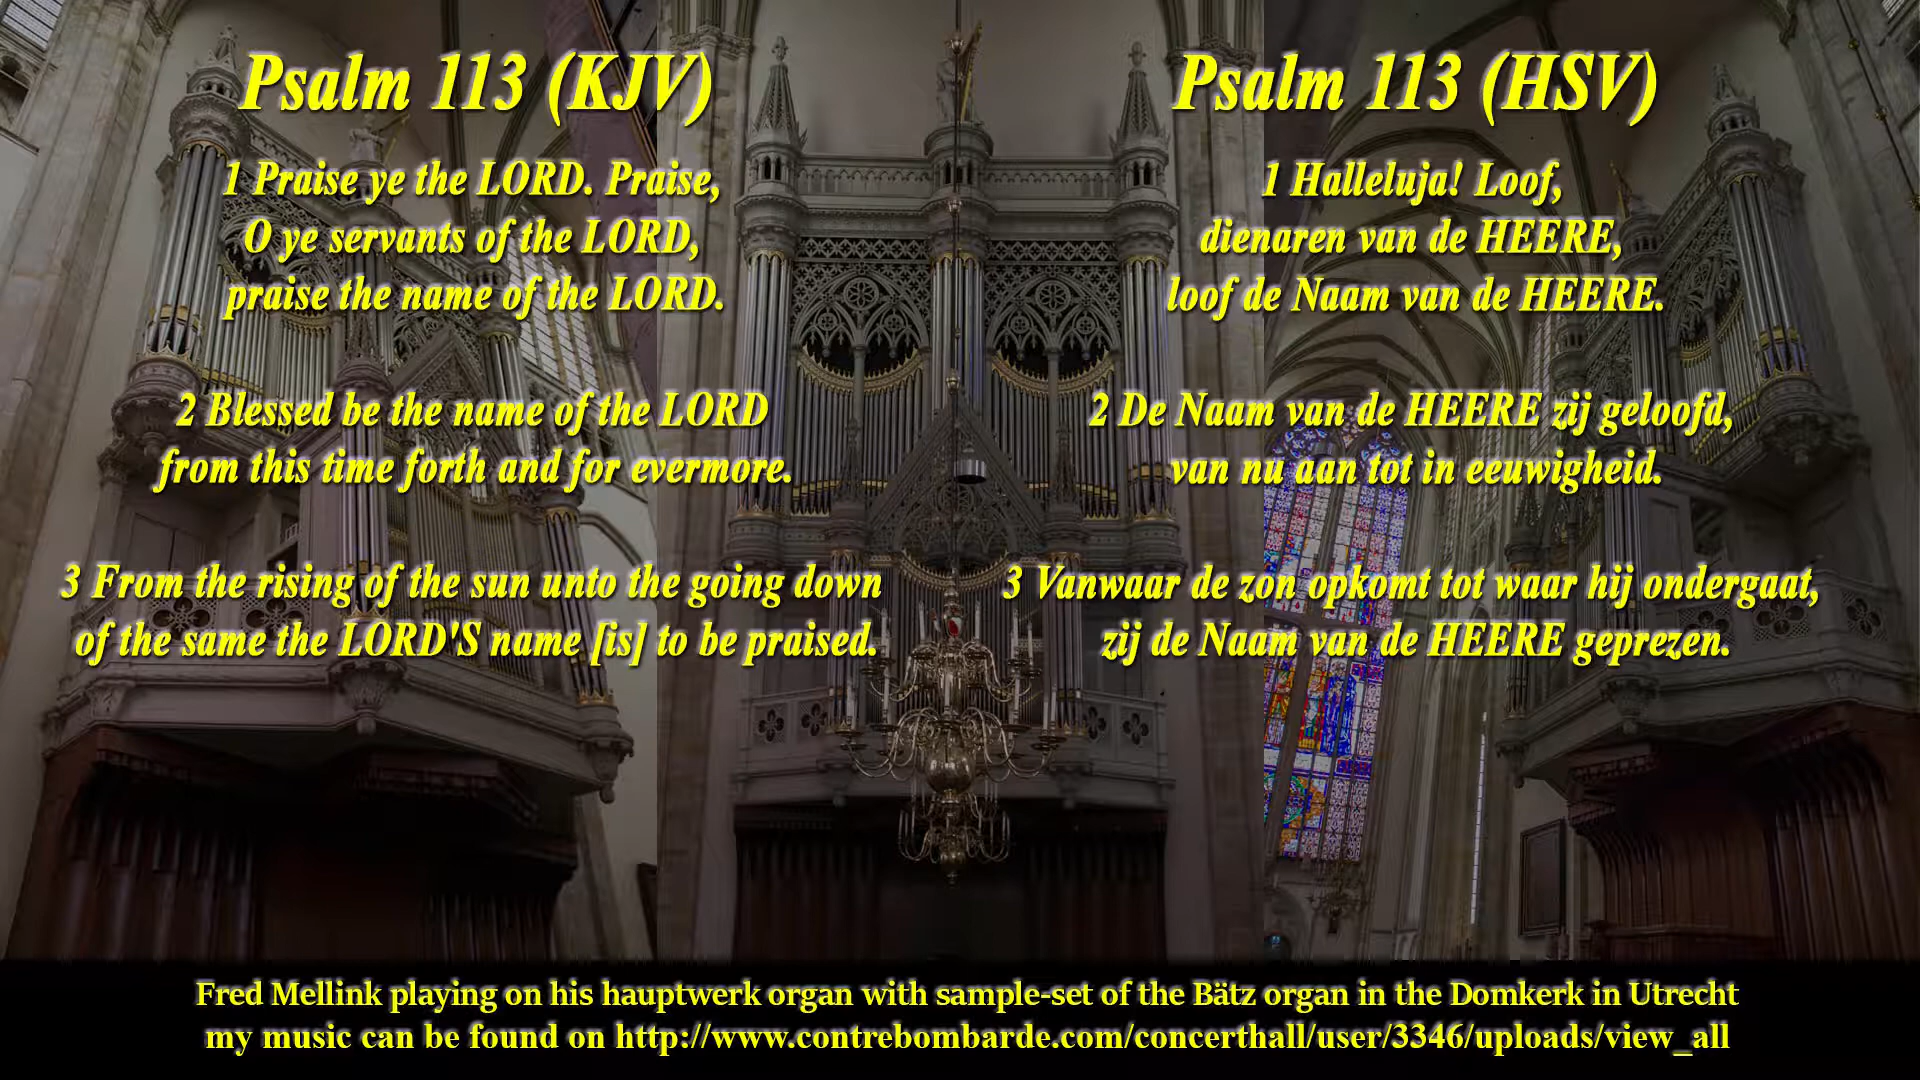 Psalm 113 (KJV)
1 Praise ye the LORD. Praise,
O ye servants of the LORD,
praise the name of the LORD.
2 Blessed be the name of the LORD
from this time forth and for evermore.
3 From the rising of the sun unto the going down
of the same the LORD'S name [is] to be praised.
Psalm 113 (HSV)
1 Halleluja! Loof,
dienaren van de HEERE,
loof de Naam van de HEERE.
2 De Naam van de HEERE zij geloofd,
van nu aan tot in eeuwigheid.
3 Vanwaar de zon opkomt tot waar hij ondergaat,
zij de Naam van de HEERE geprezen.
Fred Mellink playing on his hauptwerk organ with sample-set of the Bätz organ in the Domkerk in Utrecht
my music can be found on http://www.contrebombarde.com/concerthall/user/3346/uploads/view_all